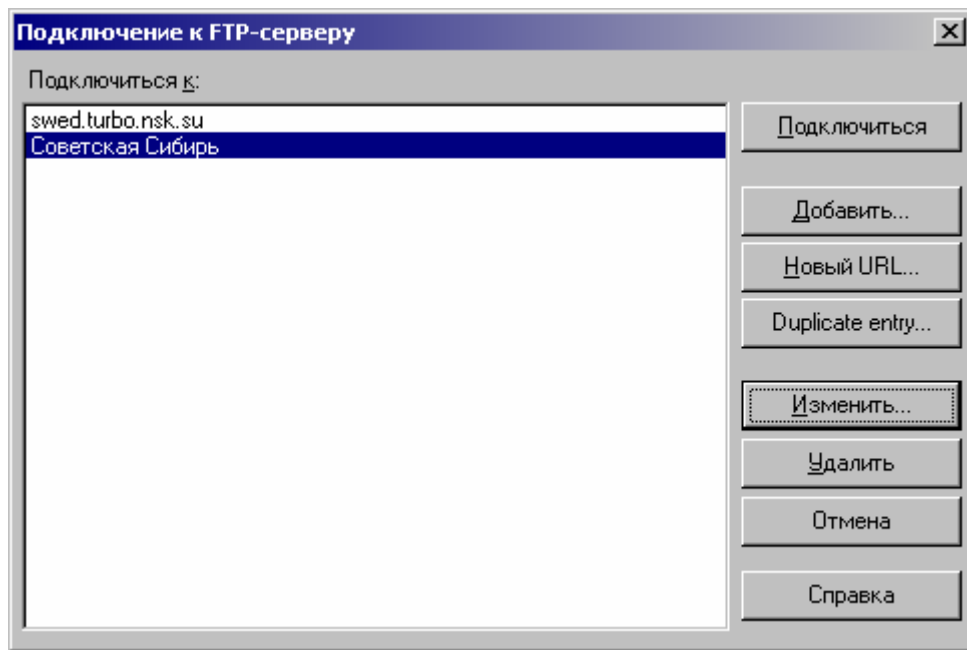 Подключение к FTP-серверу
Подключиться к:
swed.turbo.nsk.su
Советская Сибирь
Подключиться
Добавить...
Новый URL...
Duplicate entry...
Изменить...
Удалить
Отмена
Справка